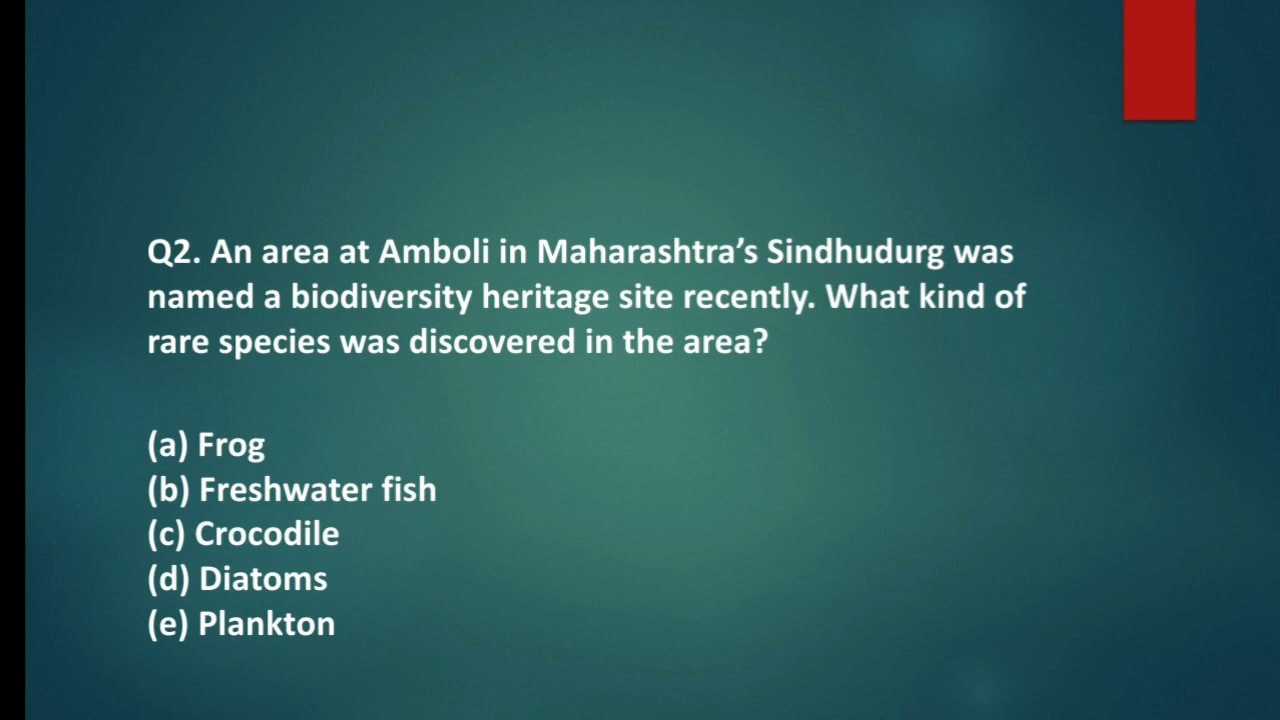 Q2. An area at Amboli in Maharashtra’s Sindhudurg was
named a biodiversity heritage site recently. What kind of
rare species was discovered in the area?
(a) Frog
(b) Freshwater fish
(c) Crocodile
(d) Diatoms
(e) Plankton